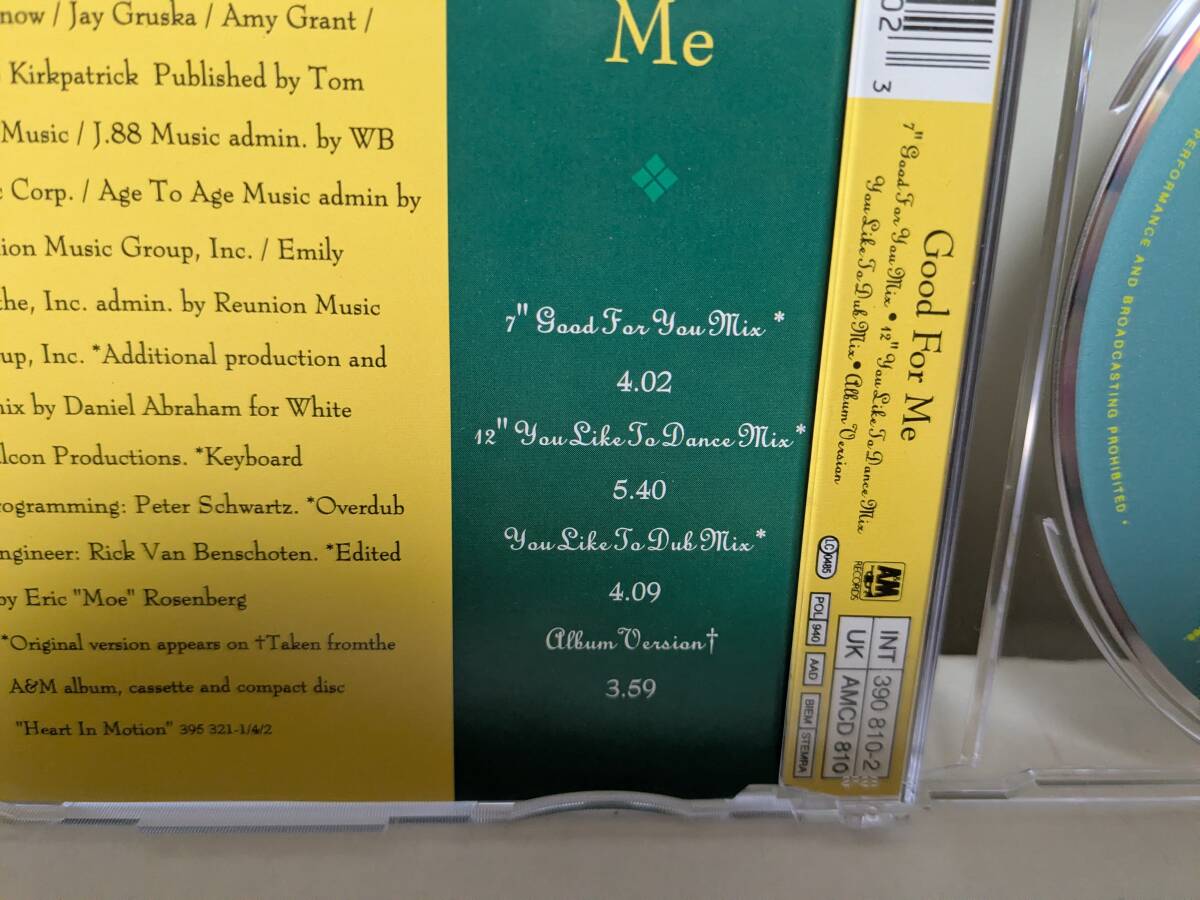 now / Jay Gruska / Amy Grant /
Kirkpatrick Published by Tom
Music / J.88 Music admin. by WB
Corp. / Age To Age Music admin by
ion Music Group, Inc. / Emily
the, Inc. admin. by Reunion Music
up, Inc. *Additional production and
mix by Daniel Abraham for White
lcon Productions. *Keyboard
rogramming: Peter Schwartz. *Overdub
ngineer: Rick Van Benschoten. *Edited
by Eric "Moe" Rosenberg
*Original version appears on †Taken fromthe
A&M album, cassette and compact disc
"Heart In Motion" 395 321-1/4/2
Me
7" Good For You Mix *
4.02
12" You Like To Dance Mix*
5.40
You Like To Dub Mix*
4.09
Album Version†
3.59
02
3
Good For Me
7" Good For You Mix • 12" You Like To Dance Mix
You Like To Dub Mix • Album Version
LC 0485
A&M
RECORDS
POL 940
AAD
BIEM STEMRA
INT 390 810-2
UK AMCD 810
PERFORMANCE AND BROADCASTING PROHIBITED •